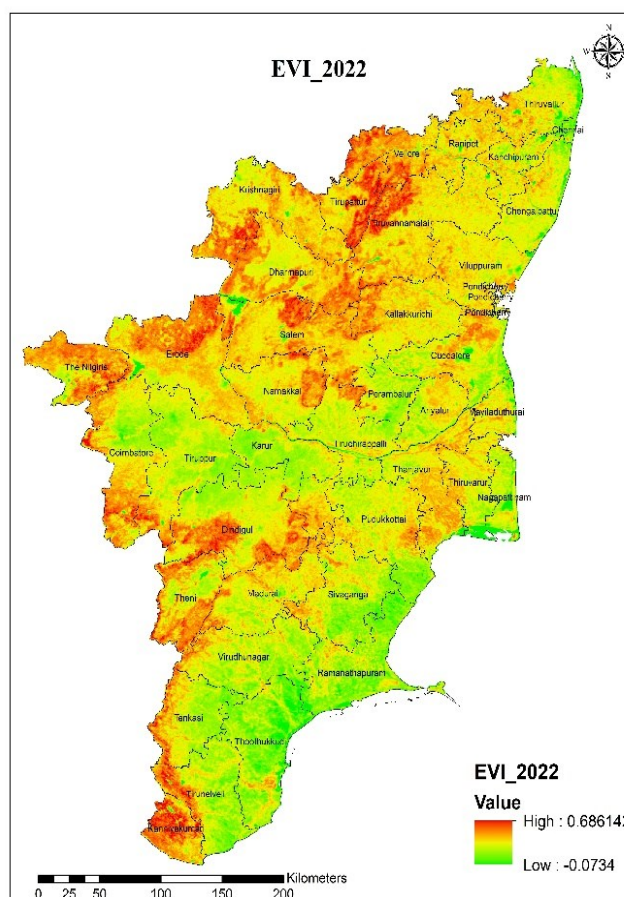 EVI_2022
N
W
E
S
Thiruvallur
Chennai
Ranipet
Vellore
Kanchipuram
Krishnagiri
Tirupattur
Chengalpattu
Tiruvannamalai
Viluppuram
Dharmapuri
Pondicherry
Pondicherry
Pondicherry
Kallakkurichi
Salem
Erode
Cuddalore
The Nilgiris
Namakkal
Perambalur
Ariyalur
Mayiladuthurai
Coimbatore
Tiruppur
Karur
Tiruchirappalli
Thanjavur
Thiruvarur
Nagapattinam
Dindigul
Pudukkottai
Theni
Madurai
Sivaganga
Virudhunagar
Ramanathapuram
Tenkasi
Thoothukkudi
Tirunelveli
Kanniyakumari
EVI_2022
Value
High : 0.686142
Low : -0.0734
Kilometers
0 25 50 100 150 200